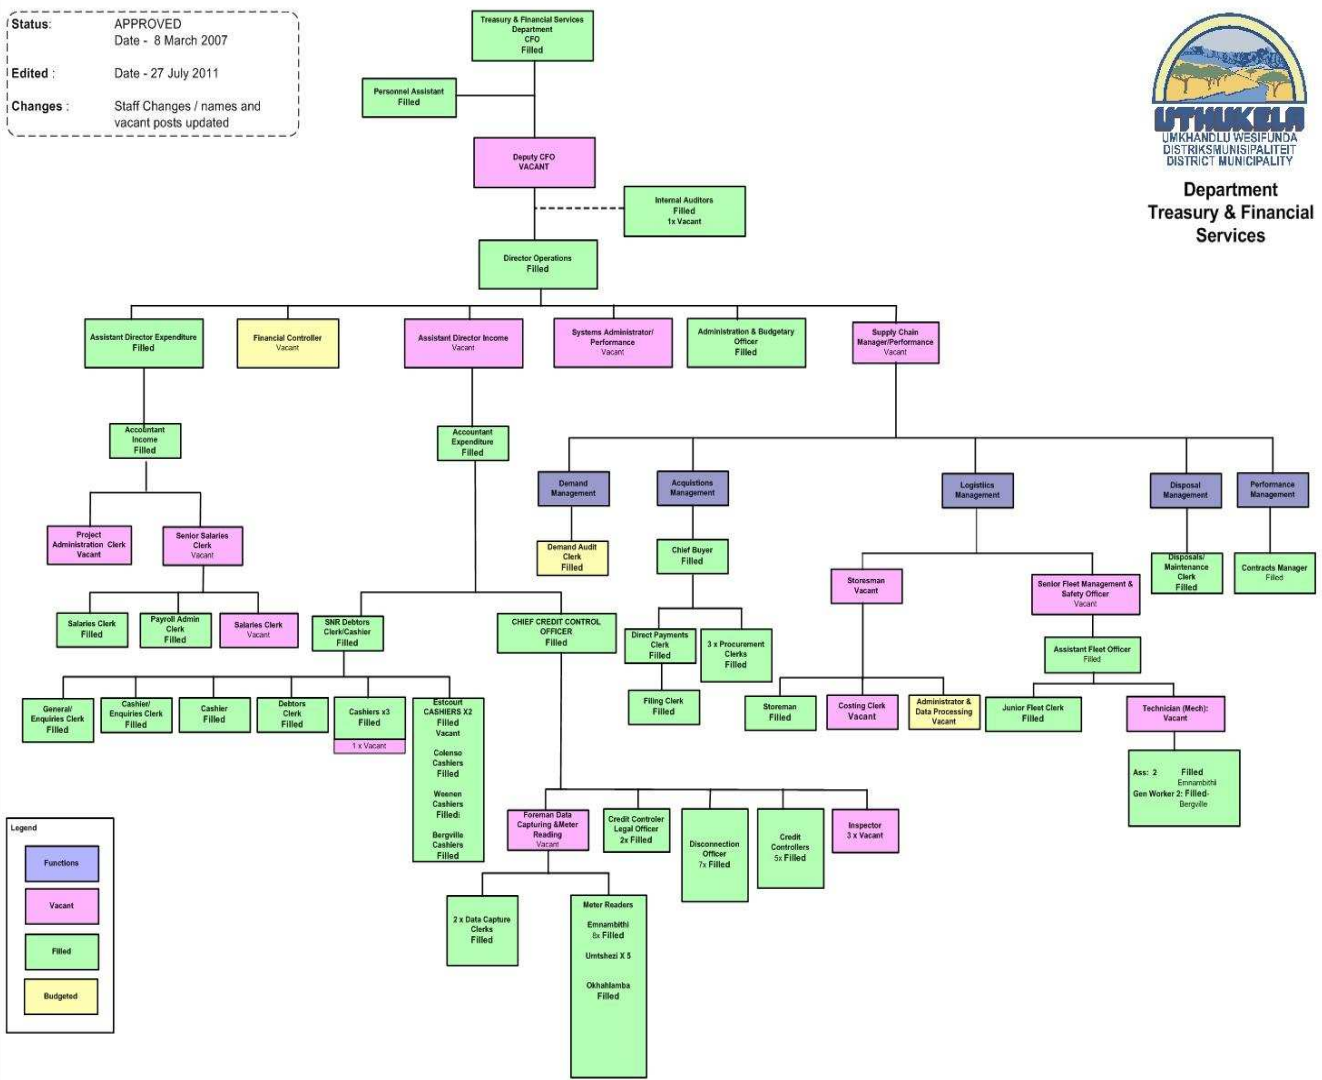 Status: APPROVED
Date - 8 March 2007
Edited : Date - 27 July 2011
Changes : Staff Changes / names and
vacant posts updated
Treasury & Financial Services
Department
CFO
Filled
Personnel Assistant
Filled
Deputy CFO
VACANT
Internal Auditors
Filled
1x Vacant
Director Operations
Filled
UTHUKELA
UMKHANDLU WESIFUNDA
DISTRIKSMUNISIPALITEIT
DISTRICT MUNICIPALITY
Department
Treasury & Financial
Services
Assistant Director Expenditure
Filled
Financial Controller
Vacant
Assistant Director Income
Vacant
Systems Administrator/
Performance
Vacant
Administration & Budgetary
Officer
Filled
Supply Chain
Manager/Performance
Vacant
Accountant
Income
Filled
Accountant
Expenditure
Filled
Demand
Management
Acquistions
Management
Logistiics
Management
Disposal
Management
Performance
Management
Project
Administration Clerk
Vacant
Senior Salaries
Clerk
Vacant
Demand Audit
Clerk
Filled
Chief Buyer
Filled
Storesman
Vacant
Senior Fleet Management &
Safety Officer
Vacant
Disposals/
Maintenance
Clerk
Filled
Contracts Manager
Filled
Salaries Clerk
Filled
Payroll Admin
Clerk
Filled
Salaries Clerk
Vacant
SNR Debtors
Clerk/Cashier
Filled
CHIEF CREDIT CONTROL
OFFICER
Filled
Direct Payments
Clerk
Filled
3 x Procurement
Clerks
Filled
Assistant Fleet Officer
Filled
General/
Enquiries Clerk
Filled
Cashier/
Enquiries Clerk
Filled
Cashier
Filled
Debtors
Clerk
Filled
Cashiers x3
Filled
1 x Vacant
Estcourt
CASHIERS X2
Filled
Vacant
Colenso
Cashiers
Filled
Weenen
Cashiers
Filled:
Bergville
Cashiers
Filled
Filing Clerk
Filled
Storeman
Filled
Costing Clerk
Vacant
Administrator &
Data Processing
Vacant
Junior Fleet Clerk
Filled
Technician (Mech):
Vacant
Ass: 2 Filled
Emnambithi
Gen Worker 2: Filled-
Bergville
Foreman Data
Capturing &Meter
Reading
Vacant
Credit Controler
Legal Officer
2x Filled
Disconnection
Officer
7x Filled
Credit
Controllers
5x Filled
Inspector
3 x Vacant
2 x Data Capture
Clerks
Filled
Meter Readers
Emnambithi
8x Filled
Umtshezi X 5
Okhahlamba
Filled
Legend
Functions
Vacant
Filled
Budgeted